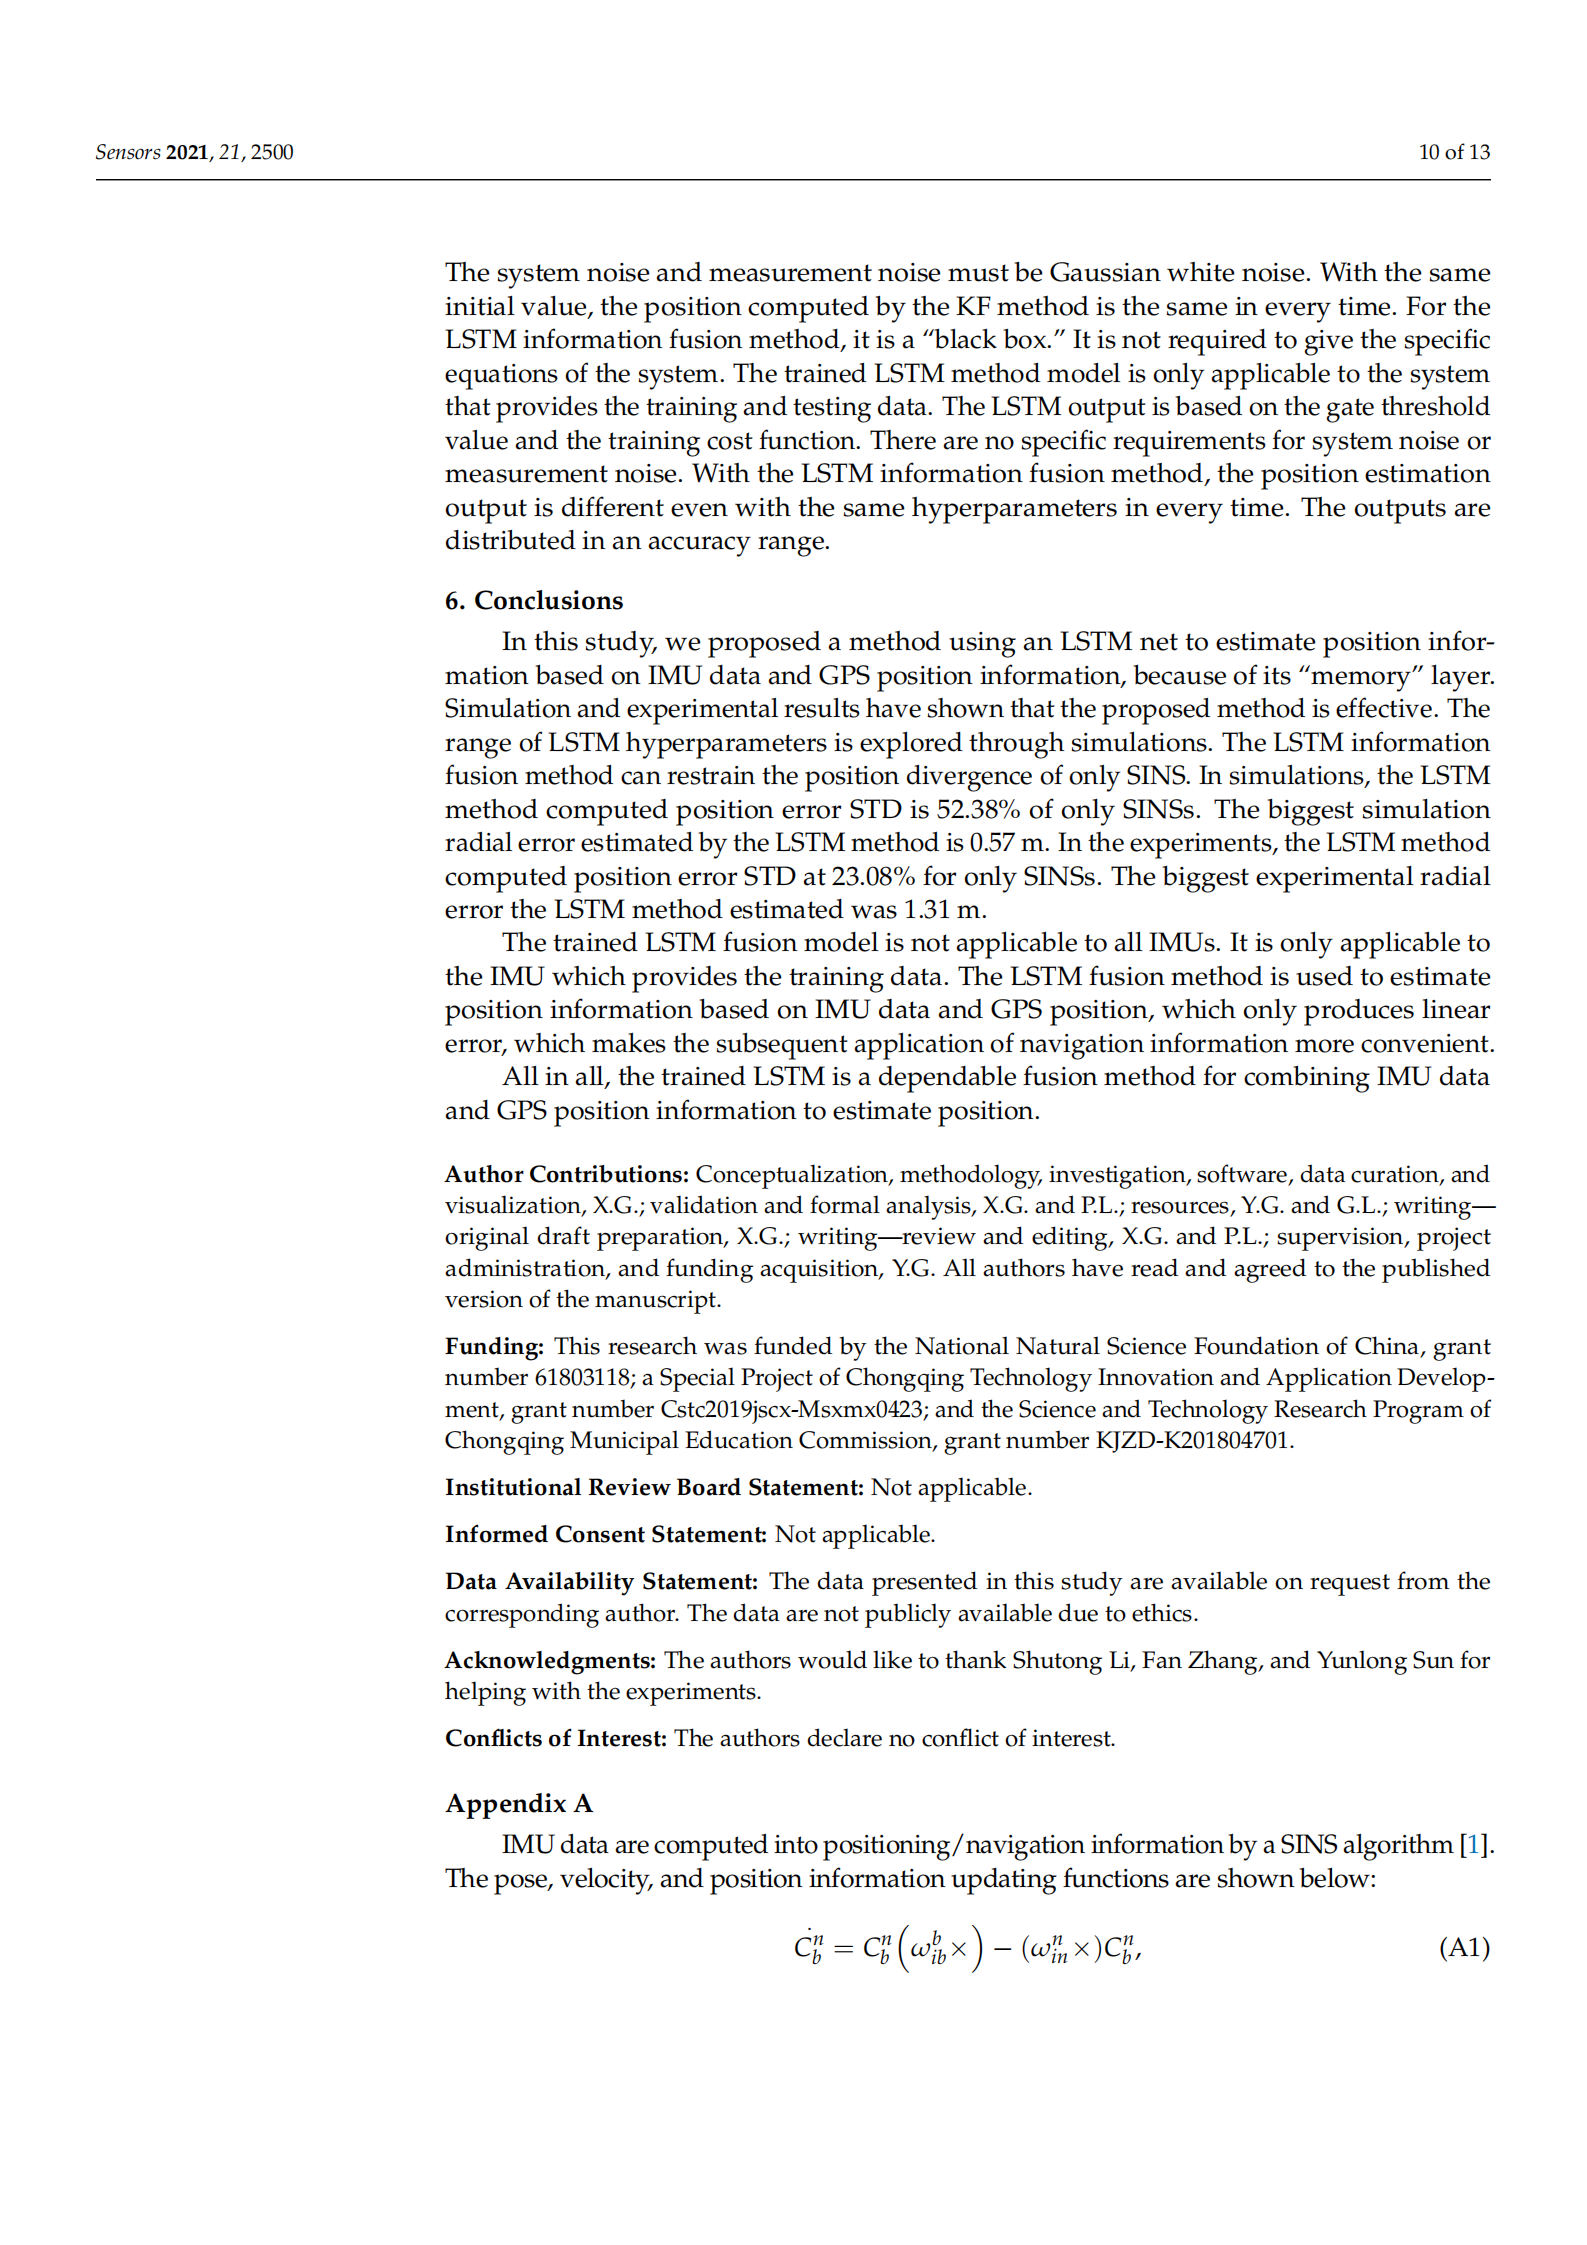 Sensors 2021, 21, 2500
10 of 13
The system noise and measurement noise must be Gaussian white noise. With the same
initial value, the position computed by the KF method is the same in every time. For the
LSTM information fusion method, it is a “black box.” It is not required to give the specific
equations of the system. The trained LSTM method model is only applicable to the system
that provides the training and testing data. The LSTM output is based on the gate threshold
value and the training cost function. There are no specific requirements for system noise or
measurement noise. With the LSTM information fusion method, the position estimation
output is different even with the same hyperparameters in every time. The outputs are
distributed in an accuracy range.
6. Conclusions
In this study, we proposed a method using an LSTM net to estimate position infor-
mation based on IMU data and GPS position information, because of its “memory” layer.
Simulation and experimental results have shown that the proposed method is effective. The
range of LSTM hyperparameters is explored through simulations. The LSTM information
fusion method can restrain the position divergence of only SINS. In simulations, the LSTM
method computed position error STD is 52.38% of only SINSs. The biggest simulation
radial error estimated by the LSTM method is 0.57 m. In the experiments, the LSTM method
computed position error STD at 23.08% for only SINSs. The biggest experimental radial
error the LSTM method estimated was 1.31 m.
The trained LSTM fusion model is not applicable to all IMUs. It is only applicable to
the IMU which provides the training data. The LSTM fusion method is used to estimate
position information based on IMU data and GPS position, which only produces linear
error, which makes the subsequent application of navigation information more convenient.
All in all, the trained LSTM is a dependable fusion method for combining IMU data
and GPS position information to estimate position.
Author Contributions: Conceptualization, methodology, investigation, software, data curation, and
visualization, X.G.; validation and formal analysis, X.G. and P.L.; resources, Y.G. and G.L.; writing—
original draft preparation, X.G.; writing—review and editing, X.G. and P.L.; supervision, project
administration, and funding acquisition, Y.G. All authors have read and agreed to the published
version of the manuscript.
Funding: This research was funded by the National Natural Science Foundation of China, grant
number 61803118; a Special Project of Chongqing Technology Innovation and Application Develop-
ment, grant number Cstc2019jscx-Msxmx0423; and the Science and Technology Research Program of
Chongqing Municipal Education Commission, grant number KJZD-K201804701.
Institutional Review Board Statement: Not applicable.
Informed Consent Statement: Not applicable.
Data Availability Statement: The data presented in this study are available on request from the
corresponding author. The data are not publicly available due to ethics.
Acknowledgments: The authors would like to thank Shutong Li, Fan Zhang, and Yunlong Sun for
helping with the experiments.
Conflicts of Interest: The authors declare no conflict of interest.
Appendix A
IMU data are computed into positioning/navigation information by a SINS algorithm [1].
The pose, velocity, and position information updating functions are shown below:
$\dot{C_b^n} = C_b^n \left( \omega_{ib}^b \times \right) - (\omega_{in}^n \times) C_b^n,$ (A1)